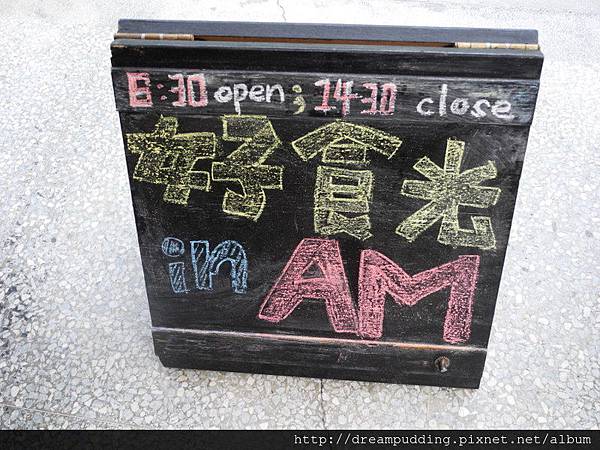 6:30 open ; 14:30 close
好食光
in AM
http://dreampudding.pixnet.net/album